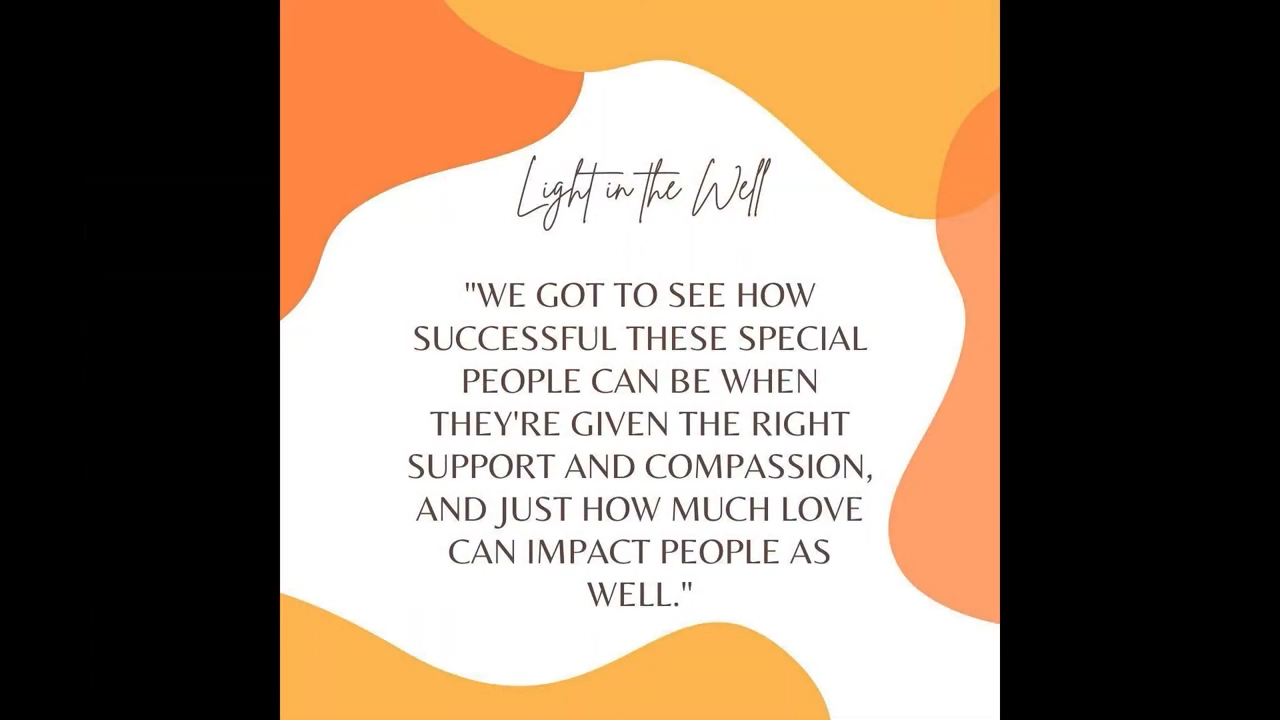 Light in the Well
"WE GOT TO SEE HOW
SUCCESSFUL THESE SPECIAL
PEOPLE CAN BE WHEN
THEY'RE GIVEN THE RIGHT
SUPPORT AND COMPASSION,
AND JUST HOW MUCH LOVE
CAN IMPACT PEOPLE AS
WELL."